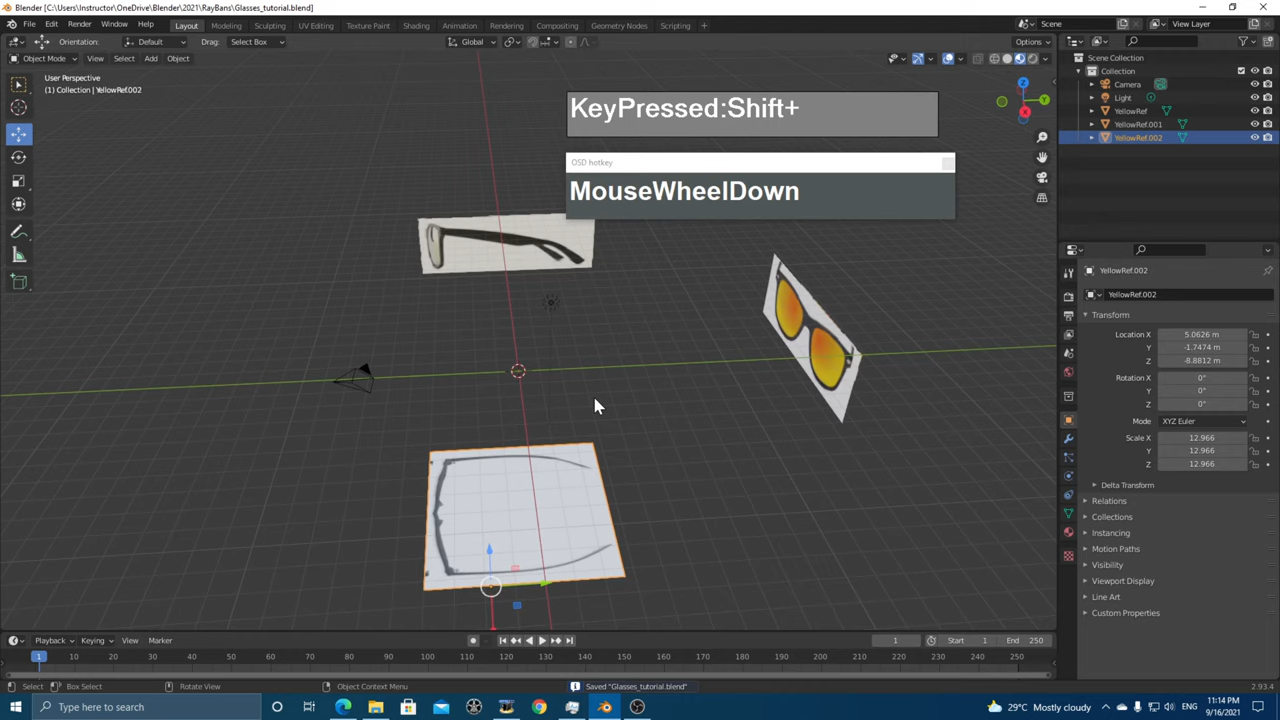 Blender [C:\Users\Instructor\OneDrive\Blender\2021\RayBans\Glasses_tutorial.blend]
File Edit Render Window Help Layout Modeling Sculpting UV Editing Texture Paint Shading Animation Rendering Compositing Geometry Nodes Scripting + Scene View Layer
Orientation: Default Drag: Select Box Global Options
Object Mode View Select Add Object
User Perspective
(1) Collection | YellowRef.002
KeyPressed:Shift+
OSD hotkey
MouseWheelDown
Z
Y
X
Scene Collection
Collection
Camera
Light
YellowRef
YellowRef.001
YellowRef.002
YellowRef.002
YellowRef.002
Transform
Location X 5.0626 m
Y -1.7474 m
Z -8.8812 m
Rotation X 0°
Y 0°
Z 0°
Mode XYZ Euler
Scale X 12.966
Y 12.966
Z 12.966
Delta Transform
Relations
Collections
Instancing
Motion Paths
Visibility
Viewport Display
Line Art
Custom Properties
Playback Keying View Marker 1 Start 1 End 250
1 10 20 30 40 50 60 70 80 90 100 110 120 130 140 150 160 170 180 190 200 210 220 230 240 250
Select Box Select Rotate View Object Context Menu Saved "Glasses_tutorial.blend" 2.93.4
Type here to search 29°C Mostly cloudy 11:14 PM
9/16/2021